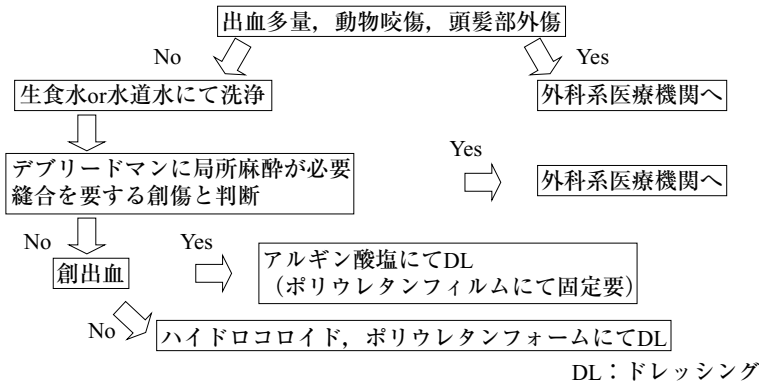 出血多量，動物咬傷，頭髪部外傷
No
Yes
生食水or水道水にて洗浄
外科系医療機関へ
デブリードマンに局所麻酔が必要
縫合を要する創傷と判断
Yes
外科系医療機関へ
No
創出血
Yes
アルギン酸塩にてDL
（ポリウレタンフィルムにて固定要）
No
ハイドロコロイド，ポリウレタンフォームにてDL
DL：ドレッシング